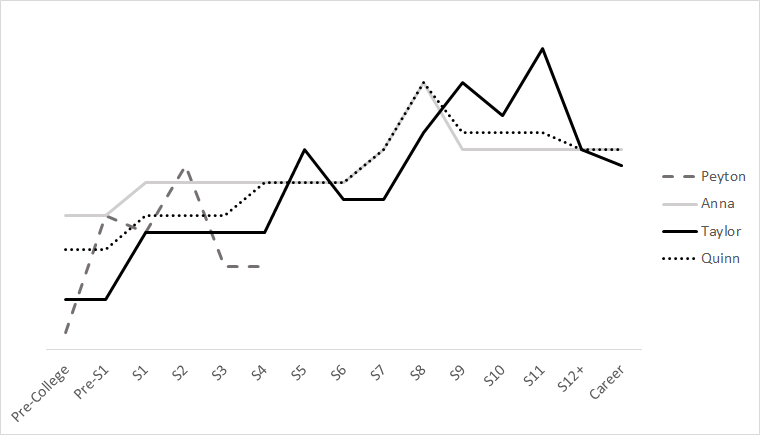 Peyton
Anna
Taylor
Quinn
Pre-College
Pre-S1
S1
S2
S3
S4
S5
S6
S7
S8
S9
S10
S11
S12+
Career